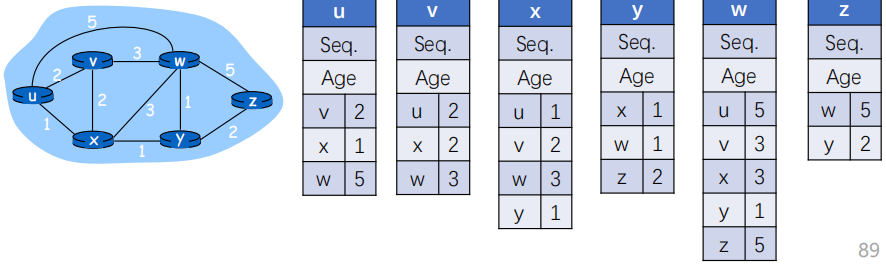 5
3
5
2
v
w
u
2
3
1
z
1
2
x
y
1
u
Seq.
Age
v 2
x 1
w 5
v
Seq.
Age
u 2
x 2
w 3
x
Seq.
Age
u 1
v 2
w 3
y 1
y
Seq.
Age
x 1
w 1
z 2
w
Seq.
Age
u 5
v 3
x 3
y 1
z 5
z
Seq.
Age
w 5
y 2
89